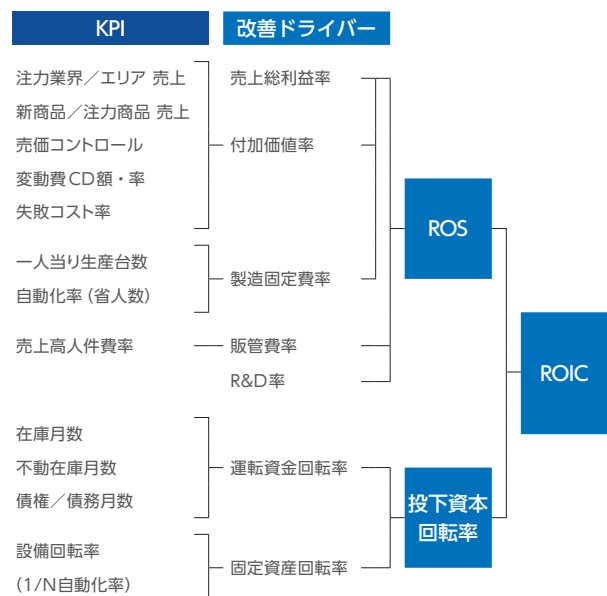 KPI
改善ドライバー
注力業界／エリア 売上
新商品／注力商品 売上
売価コントロール
変動費CD額・率
失敗コスト率
一人当り生産台数
自動化率（省人数）
売上高人件費率
在庫月数
不動在庫月数
債権／債務月数
設備回転率
(1/N自動化率)
売上総利益率
付加価値率
製造固定費率
販管費率
R&D率
運転資金回転率
固定資産回転率
ROS
投下資本
回転率
ROIC